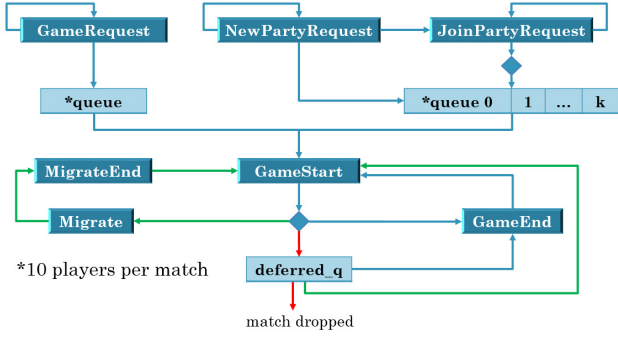 GameRequest
NewPartyRequest
JoinPartyRequest
*queue
*queue 0
1
...
k
MigrateEnd
GameStart
Migrate
GameEnd
*10 players per match
deferred_q
match dropped